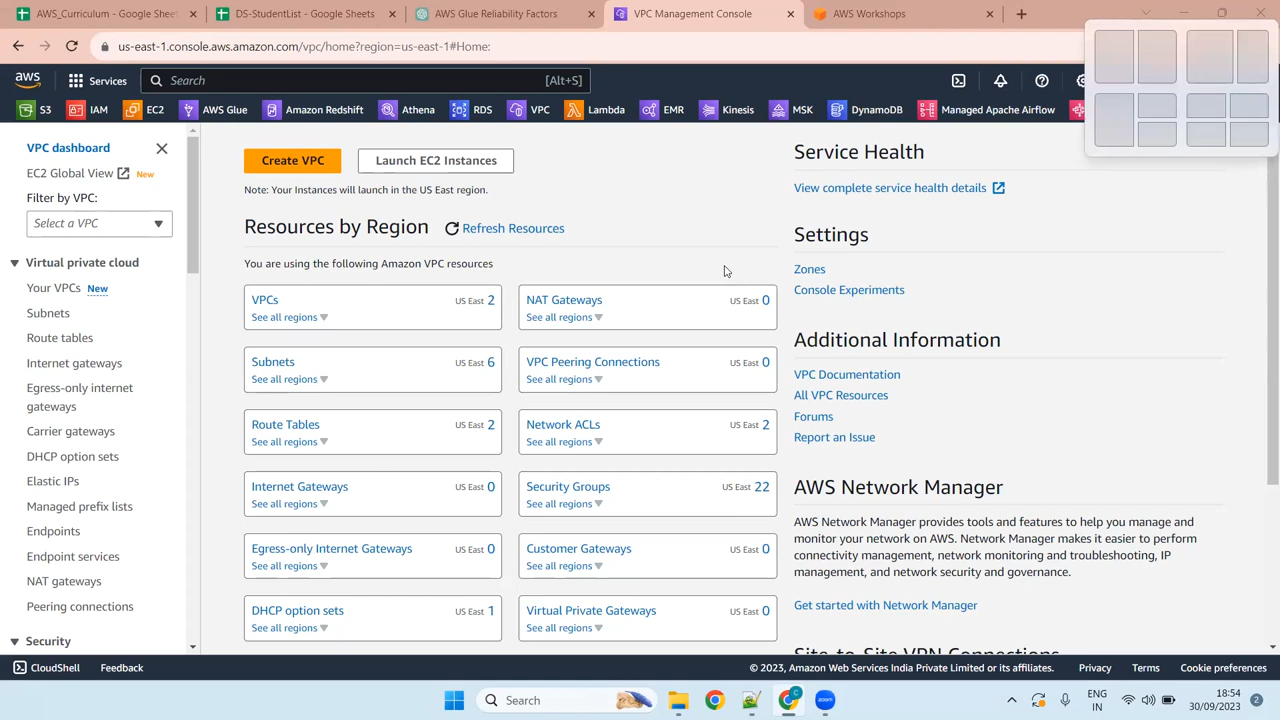 AWS_Curriculum - Google Sheet
DS-StudentList - Google Sheets
AWS Glue Reliability Factors
VPC Management Console
AWS Workshops
us-east-1.console.aws.amazon.com/vpc/home?region=us-east-1#Home:
aws
Services
Search
[Alt+S]
S3
IAM
EC2
AWS Glue
Amazon Redshift
Athena
RDS
VPC
Lambda
EMR
Kinesis
MSK
DynamoDB
Managed Apache Airflow
VPC dashboard
EC2 Global View
New
Filter by VPC:
Select a VPC
Virtual private cloud
Your VPCs New
Subnets
Route tables
Internet gateways
Egress-only internet
gateways
Carrier gateways
DHCP option sets
Elastic IPs
Managed prefix lists
Endpoints
Endpoint services
NAT gateways
Peering connections
Security
Create VPC
Launch EC2 Instances
Note: Your Instances will launch in the US East region.
Resources by Region
Refresh Resources
You are using the following Amazon VPC resources
VPCs
US East 2
See all regions
NAT Gateways
US East 0
See all regions
Subnets
US East 6
See all regions
VPC Peering Connections
US East 0
See all regions
Route Tables
US East 2
See all regions
Network ACLs
US East 2
See all regions
Internet Gateways
US East 0
See all regions
Security Groups
US East 22
See all regions
Egress-only Internet Gateways
US East 0
See all regions
Customer Gateways
US East 0
See all regions
DHCP option sets
US East 1
See all regions
Virtual Private Gateways
US East 0
See all regions
Service Health
View complete service health details
Settings
Zones
Console Experiments
Additional Information
VPC Documentation
All VPC Resources
Forums
Report an Issue
AWS Network Manager
AWS Network Manager provides tools and features to help you manage and
monitor your network on AWS. Network Manager makes it easier to perform
connectivity management, network monitoring and troubleshooting, IP
management, and network security and governance.
Get started with Network Manager
Site-to-Site VPN Connections
CloudShell
Feedback
© 2023, Amazon Web Services India Private Limited or its affiliates.
Privacy
Terms
Cookie preferences
Search
zoom
ENG
IN
18:54
30/09/2023
2